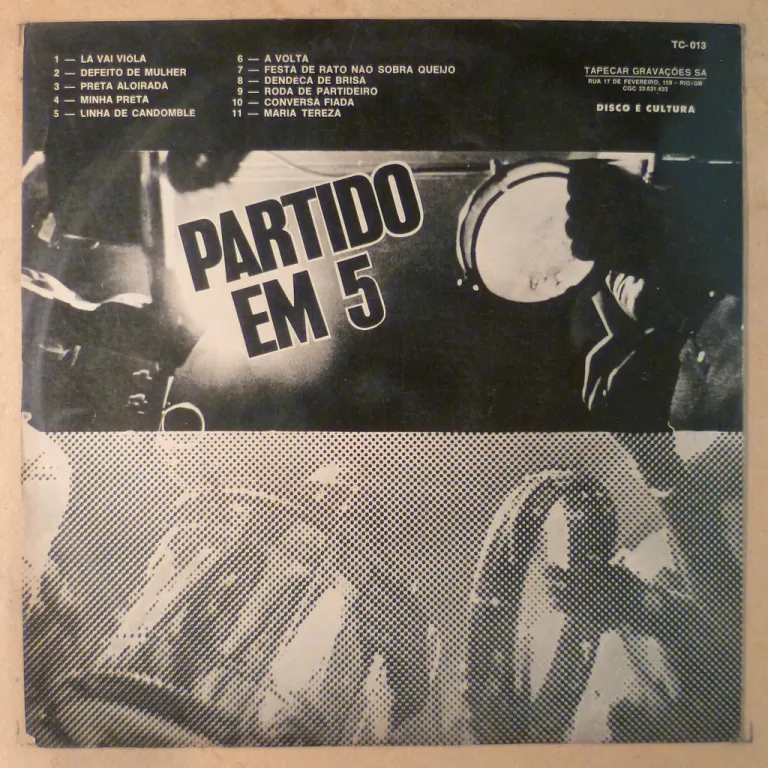 TC-013
1 — LA VAI VIOLA
2 — DEFEITO DE MULHER
3 — PRETA ALOIRADA
4 — MINHA PRETA
5 — LINHA DE CANDOMBLE
6 — A VOLTA
7 — FESTA DE RATO NÃO SOBRA QUEIJO
8 — DENDECA DE BRISA
9 — RODA DE PARTIDEIRO
10 — CONVERSA FIADA
11 — MARIA TEREZA
TAPECAR GRAVAÇÕES SA
RUA 17 DE FEVEREIRO, 159 - RIO/GB
CGC 33.631.433
DISCO É CULTURA
PARTIDO
EM 5